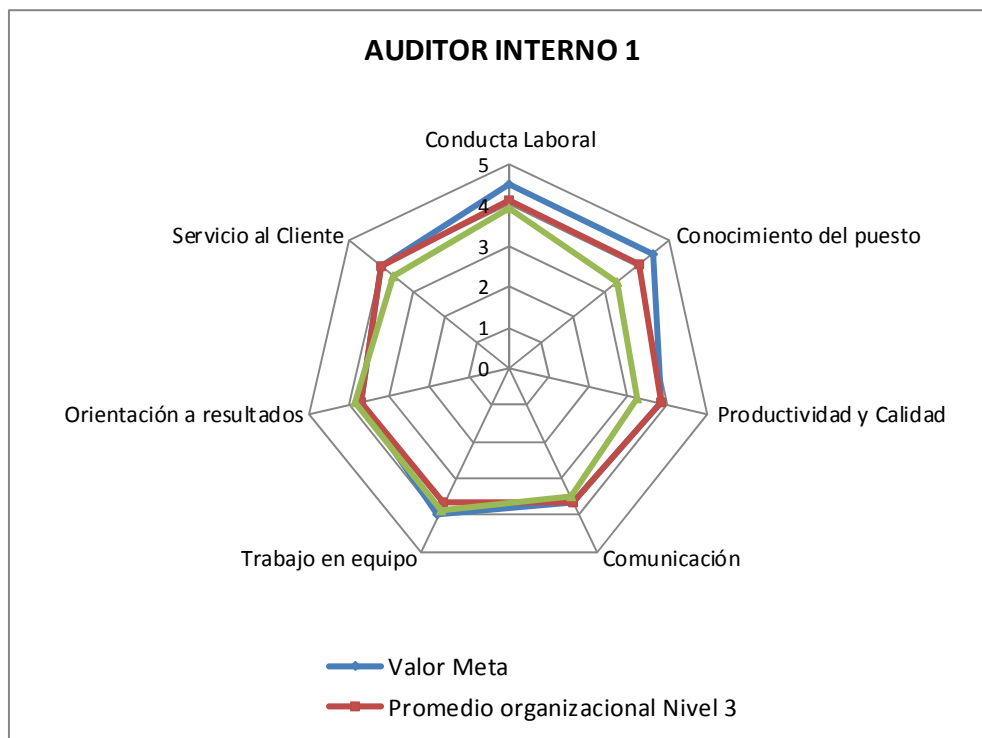 AUDITOR INTERNO 1
Conducta Laboral
5
4
3
2
1
0
Conocimiento del puesto
Productividad y Calidad
Comunicación
Trabajo en equipo
Orientación a resultados
Servicio al Cliente
Valor Meta
Promedio organizacional Nivel 3